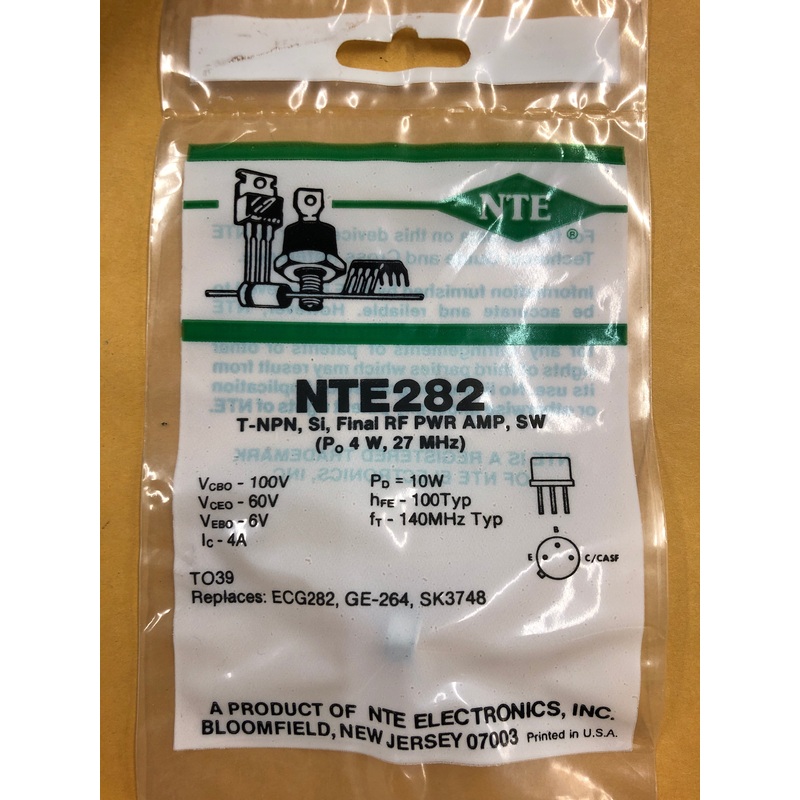 NTE
®
NTE282
T-NPN, Si, Final RF PWR AMP, SW
(Po 4 W, 27 MHz)
VCBO - 100V
VCEO - 60V
VEBO - 6V
IC - 4A
PD = 10W
hFE - 100Typ
fT - 140MHz Typ
B
E
C/CASE
TO39
Replaces: ECG282, GE-264, SK3748
A PRODUCT OF NTE ELECTRONICS, INC.
BLOOMFIELD, NEW JERSEY 07003 Printed in U.S.A.